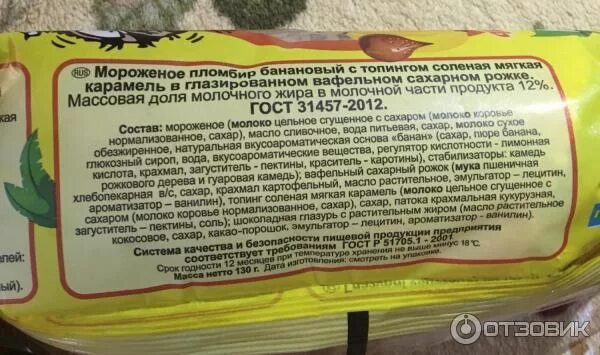 RUS Мороженое пломбир банановый с топингом соленая мягкая
карамель в глазированном вафельном сахарном рожке.
Массовая доля молочного жира в молочной части продукта 12%.
ГОСТ 31457-2012.
Состав: мороженое (молоко цельное сгущенное с сахаром (молоко коровье
нормализованное, сахар), масло сливочное, вода питьевая, сахар, молоко сухое
обезжиренное, натуральная вкусоароматическая основа «банан» (сахар, пюре банана,
глюкозный сироп, вода, вкусоароматические вещества, регулятор кислотности - лимонная
кислота, крахмал, загуститель - пектины, краситель - каротины), стабилизаторы: камедь
рожкового дерева и гуаровая камедь); вафельный сахарный рожок (мука пшеничная
хлебопекарная в/с, сахар, крахмал картофельный, масло растительное, эмульгатор – лецитин,
ароматизатор – ванилин), топинг соленая мягкая карамель (молоко цельное сгущенное с
сахаром (молоко коровье нормализованное, сахар), сахар, патока крахмальная кукурузная,
загуститель – пектины, соль); шоколадная глазурь с растительным жиром (масло растительное
кокосовое, сахар, какао-порошок, эмульгатор – лецитин, ароматизатор - ванилин).
Система качества и безопасности пищевой продукции предприятия
соответствует требованиям ГОСТ Р 51705.1 - 2001
Срок годности 12 месяцев при температуре хранения не выше минус 18°С.
Масса нетто 130 г. Дата изготовления: смотреть на упаковке.
ОТЗОВИК